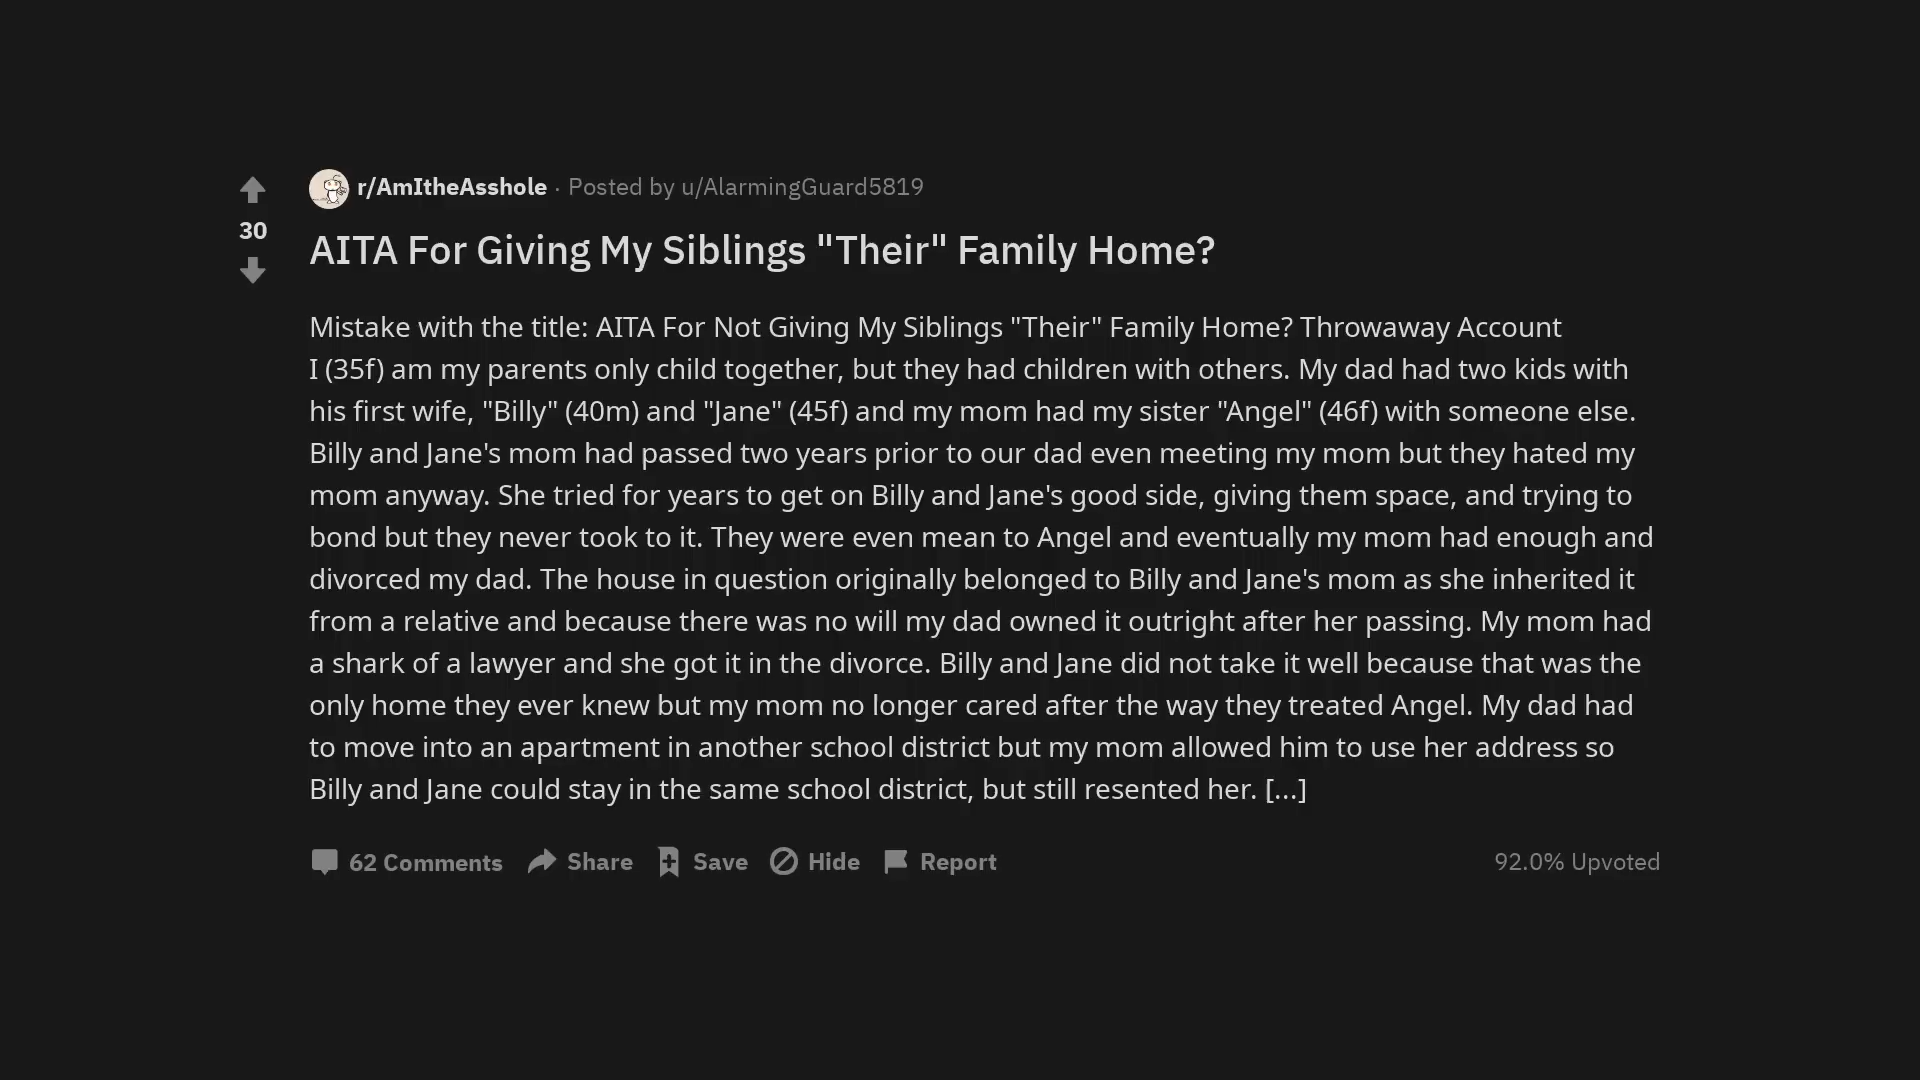 r/AmItheAsshole · Posted by u/AlarmingGuard5819
30
AITA For Giving My Siblings "Their" Family Home?
Mistake with the title: AITA For Not Giving My Siblings "Their" Family Home? Throwaway Account
I (35f) am my parents only child together, but they had children with others. My dad had two kids with
his first wife, "Billy" (40m) and "Jane" (45f) and my mom had my sister "Angel" (46f) with someone else.
Billy and Jane's mom had passed two years prior to our dad even meeting my mom but they hated my
mom anyway. She tried for years to get on Billy and Jane's good side, giving them space, and trying to
bond but they never took to it. They were even mean to Angel and eventually my mom had enough and
divorced my dad. The house in question originally belonged to Billy and Jane's mom as she inherited it
from a relative and because there was no will my dad owned it outright after her passing. My mom had
a shark of a lawyer and she got it in the divorce. Billy and Jane did not take it well because that was the
only home they ever knew but my mom no longer cared after the way they treated Angel. My dad had
to move into an apartment in another school district but my mom allowed him to use her address so
Billy and Jane could stay in the same school district, but still resented her. [...]
62 Comments Share Save Hide Report 92.0% Upvoted